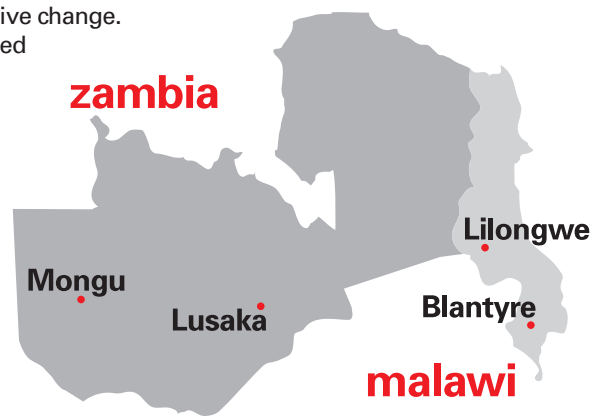 ive change.
ed
zambia
Lilongwe
Mongu
Blantyre
Lusaka
malawi